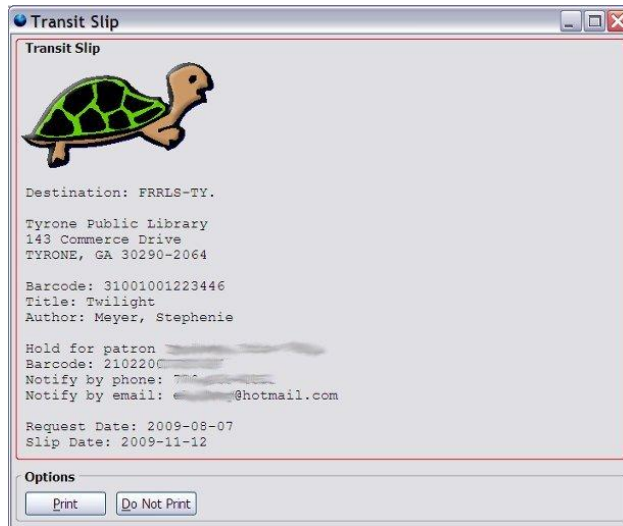 Transit Slip
Transit Slip
Destination: FRRLS-TY.
Tyrone Public Library
143 Commerce Drive
TYRONE, GA 30290-2064
Barcode: 31001001223446
Title: Twilight
Author: Meyer, Stephenie
Hold for patron
Barcode: 210220
Notify by phone:
Notify by email: @hotmail.com
Request Date: 2009-08-07
Slip Date: 2009-11-12
Options
Print
Do Not Print